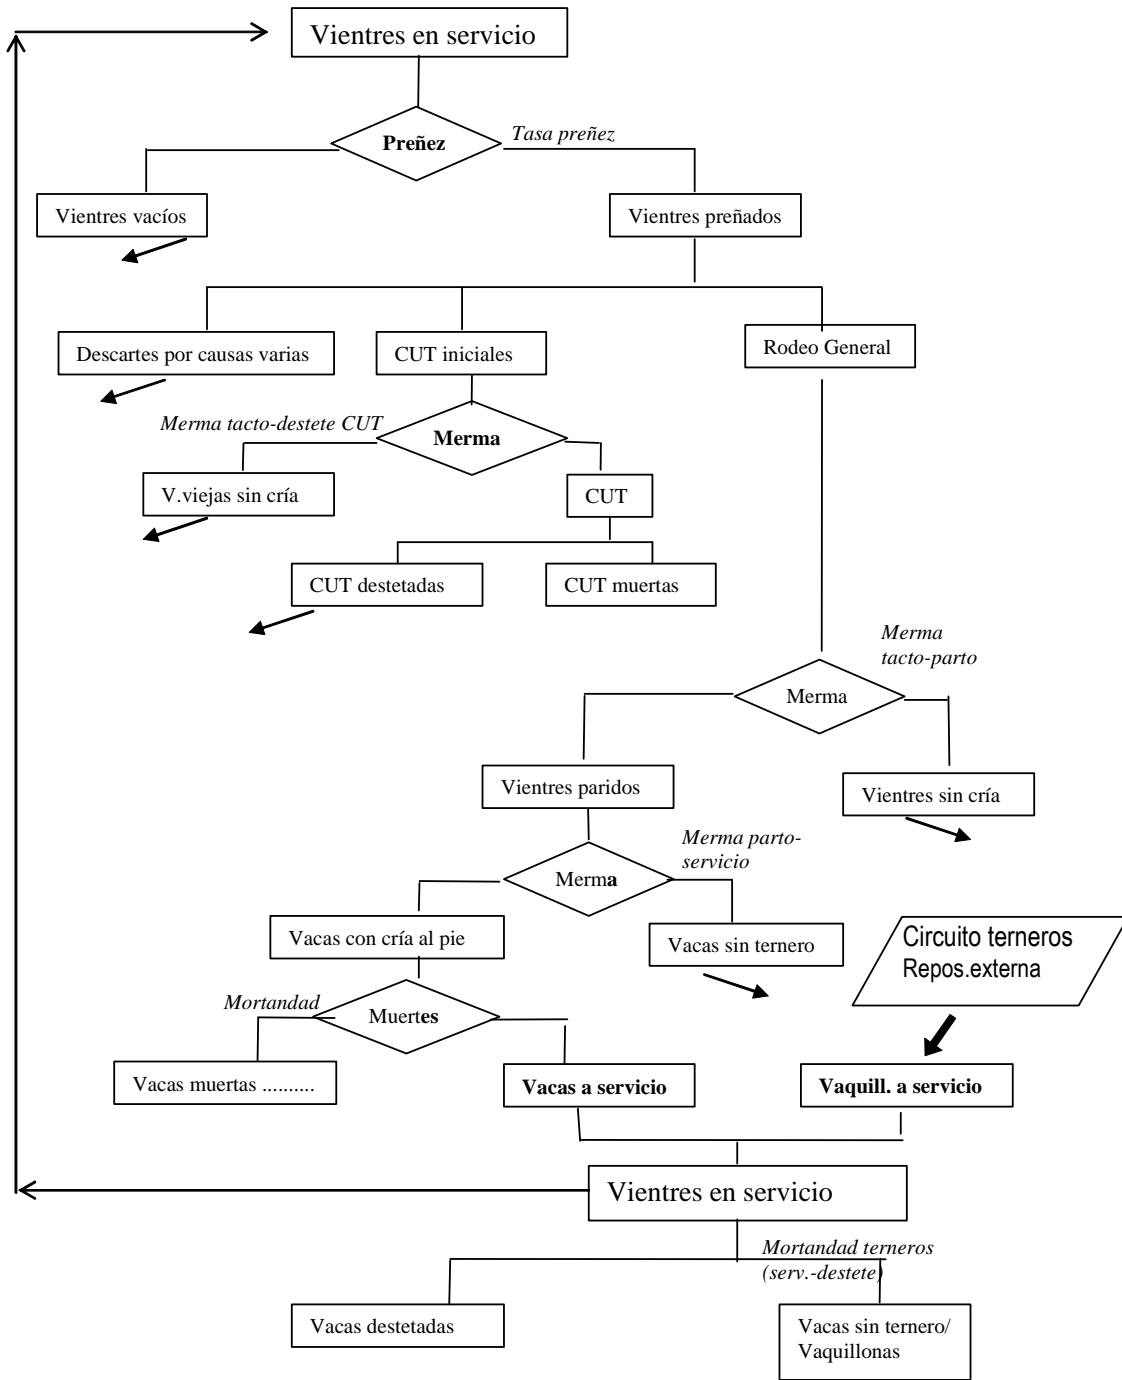 Vientres en servicio
Preñez
Tasa preñez
Vientres vacíos
Vientres preñados
Descartes por causas varias
CUT iniciales
Rodeo General
Merma tacto-destete CUT
Merma
V.viejas sin cría
CUT
CUT destetadas
CUT muertas
Merma
tacto-parto
Merma
Vientres paridos
Vientres sin cría
Merma parto-
servicio
Merma
Vacas con cría al pie
Vacas sin ternero
Circuito terneros
Repos.externa
Mortandad
Muertes
Vacas muertas ..........
Vacas a servicio
Vaquill. a servicio
Vientres en servicio
Mortandad terneros
(serv.-destete)
Vacas destetadas
Vacas sin ternero/
Vaquillonas